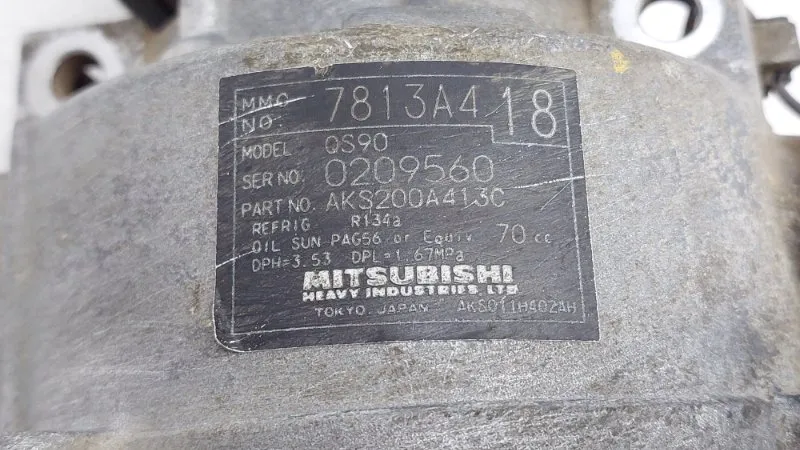 MMC NO. 7813A418
MODEL QS90
SER NO. 0209560
PART NO. AKS200A413C
REFRIG R134a
OIL SUN PAG56 or Equiv 70 cc
DPH=3.53 DPL=1.67MPa
MITSUBISHI
HEAVY INDUSTRIES LTD
TOKYO JAPAN AKS011H402AH